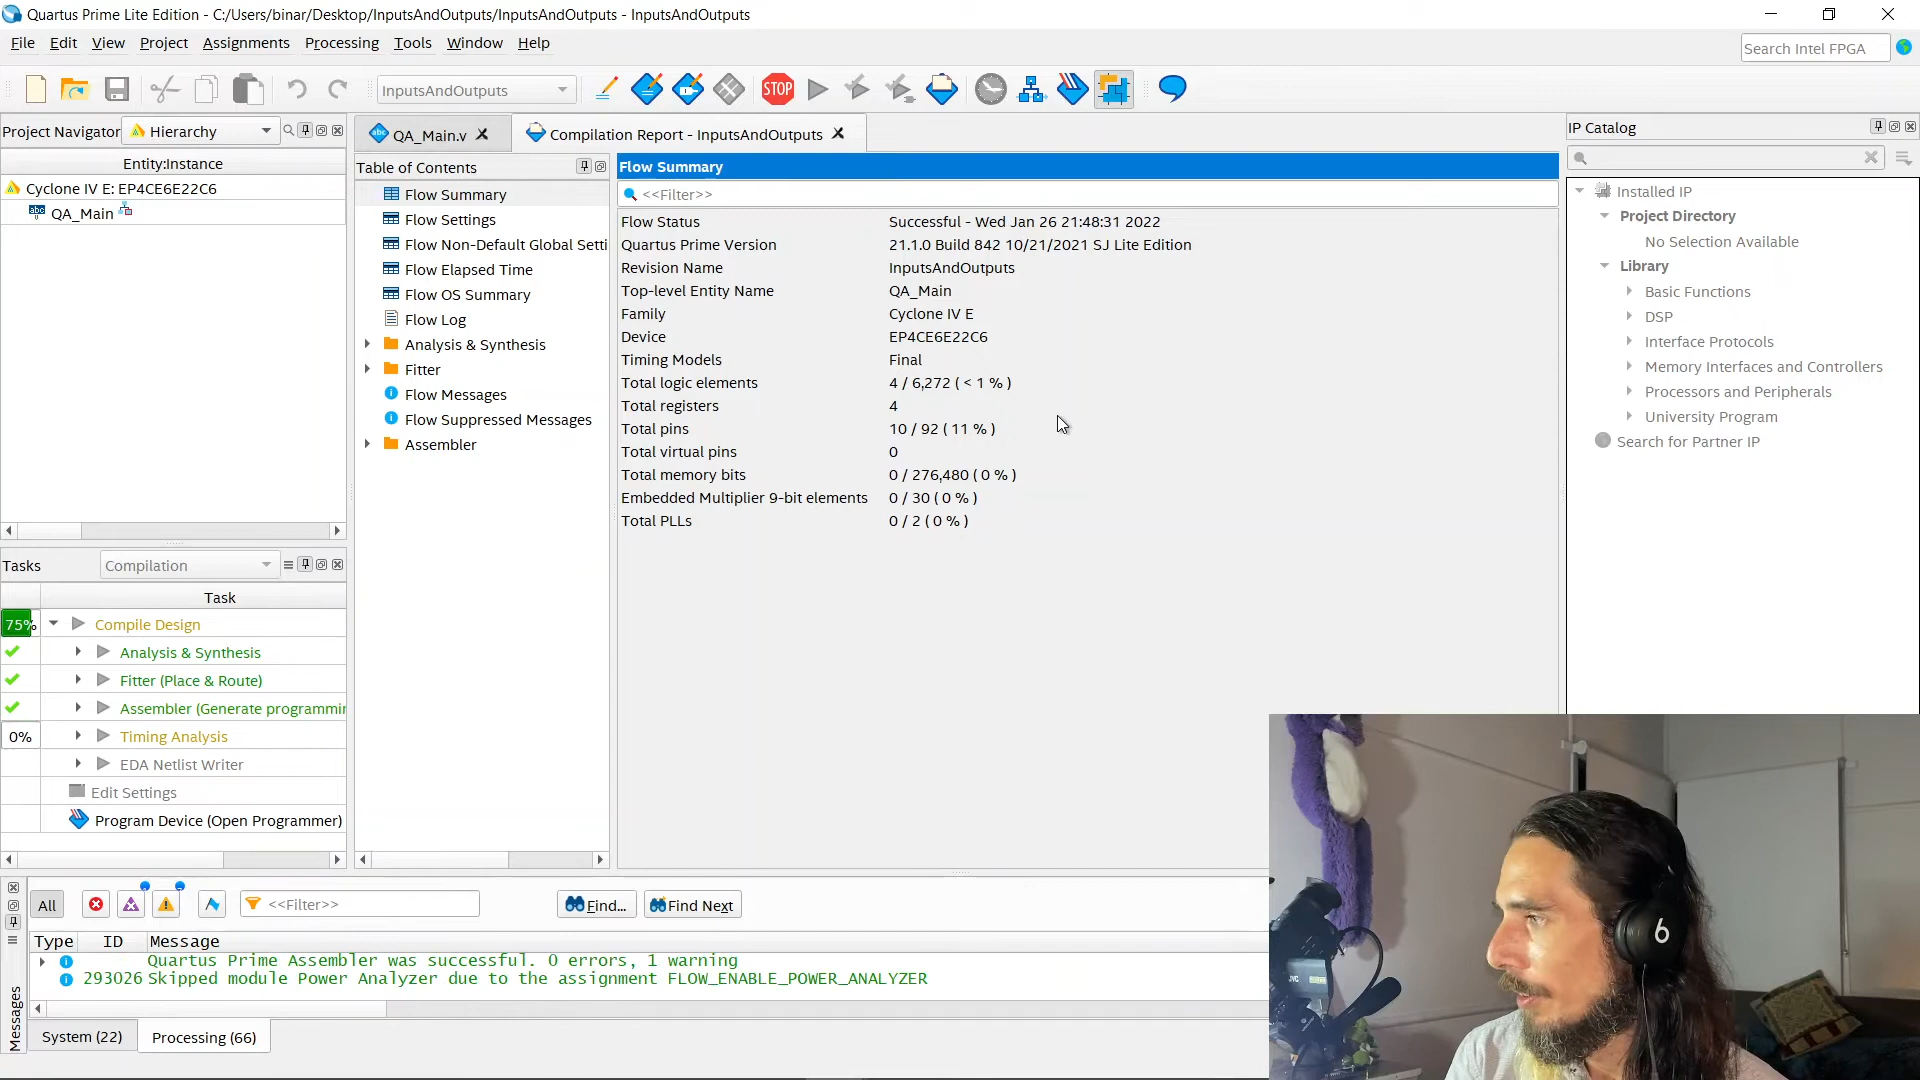 Quartus Prime Lite Edition - C:/Users/binar/Desktop/InputsAndOutputs/InputsAndOutputs - InputsAndOutputs
File Edit View Project Assignments Processing Tools Window Help
Search Intel FPGA
InputsAndOutputs
STOP
Project Navigator
Hierarchy
Entity:Instance
Cyclone IV E: EP4CE6E22C6
abc QA_Main
abc QA_Main.v
Compilation Report - InputsAndOutputs
Table of Contents
Flow Summary
Flow Settings
Flow Non-Default Global Setti
Flow Elapsed Time
Flow OS Summary
Flow Log
Analysis & Synthesis
Fitter
Flow Messages
Flow Suppressed Messages
Assembler
Flow Summary
<<Filter>>
Flow Status Successful - Wed Jan 26 21:48:31 2022
Quartus Prime Version 21.1.0 Build 842 10/21/2021 SJ Lite Edition
Revision Name InputsAndOutputs
Top-level Entity Name QA_Main
Family Cyclone IV E
Device EP4CE6E22C6
Timing Models Final
Total logic elements 4 / 6,272 ( < 1 % )
Total registers 4
Total pins 10 / 92 ( 11 % )
Total virtual pins 0
Total memory bits 0 / 276,480 ( 0 % )
Embedded Multiplier 9-bit elements 0 / 30 ( 0 % )
Total PLLs 0 / 2 ( 0 % )
IP Catalog
Installed IP
Project Directory
No Selection Available
Library
Basic Functions
DSP
Interface Protocols
Memory Interfaces and Controllers
Processors and Peripherals
University Program
Search for Partner IP
Tasks
Compilation
Task
75% Compile Design
Analysis & Synthesis
Fitter (Place & Route)
Assembler (Generate programmin
0% Timing Analysis
EDA Netlist Writer
Edit Settings
Program Device (Open Programmer)
Messages
All
<<Filter>>
Find...
Find Next
Type ID Message
Quartus Prime Assembler was successful. 0 errors, 1 warning
293026 Skipped module Power Analyzer due to the assignment FLOW_ENABLE_POWER_ANALYZER
System (22)
Processing (66)
JVC